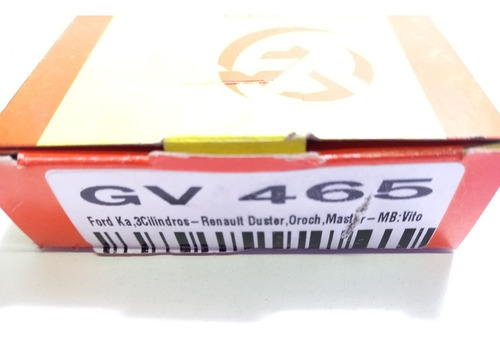 GV 465
Ford Ka,3Cilindros-Renault Duster,Oroch,Master-MB:Vito